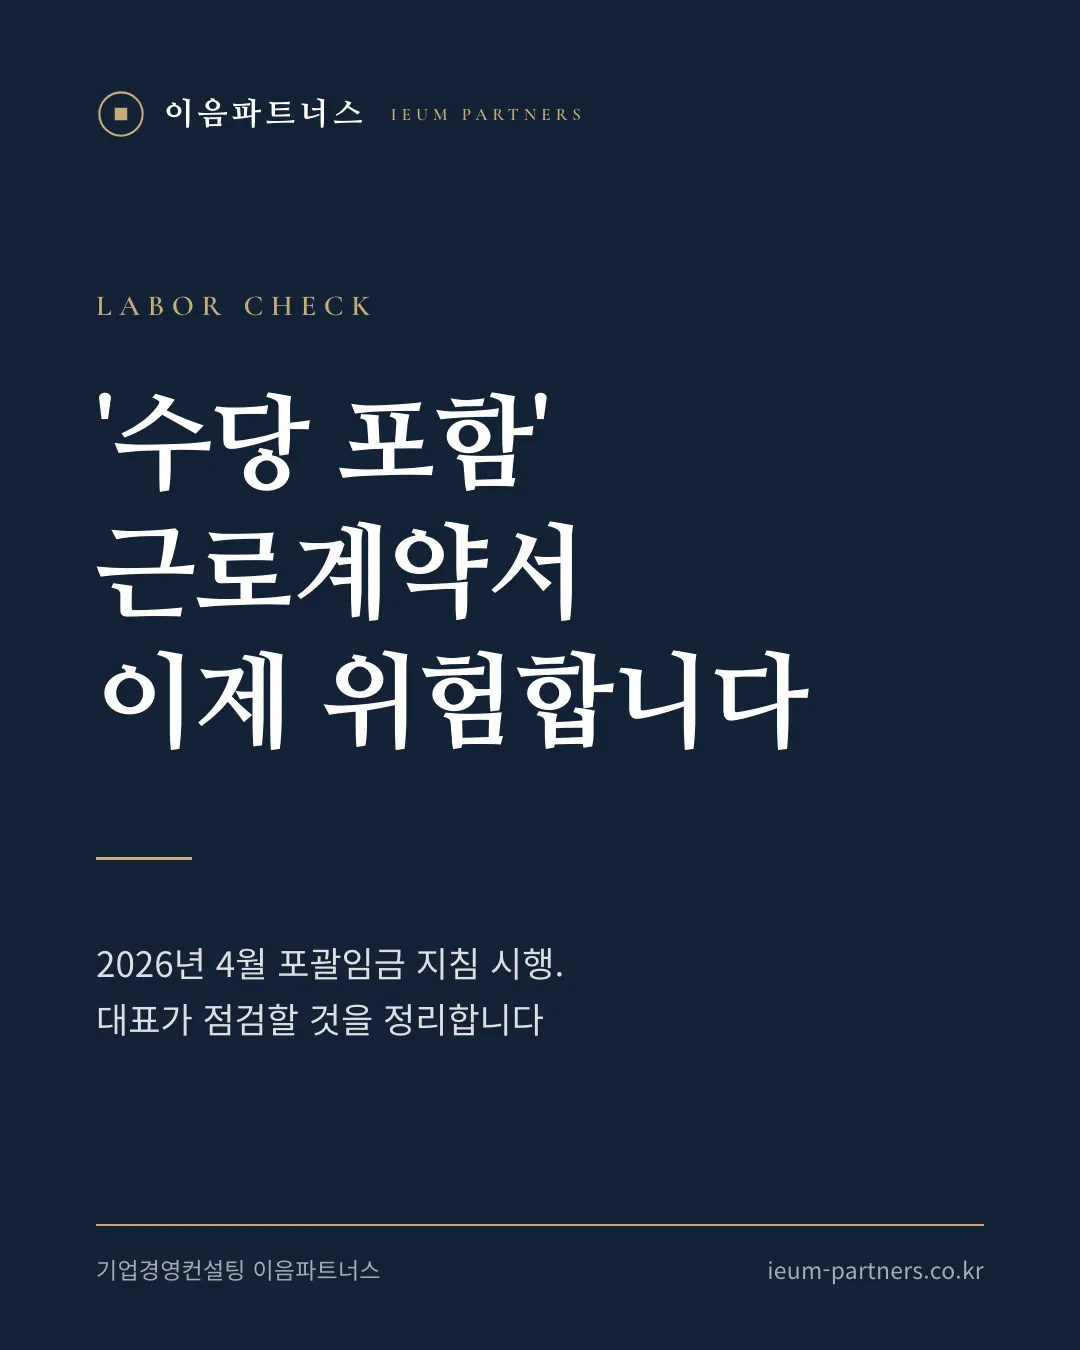 이음파트너스 IEUM PARTNERS
LABOR CHECK
'수당 포함'
근로계약서
이제 위험합니다
2026년 4월 포괄임금 지침 시행.
대표가 점검할 것을 정리합니다
기업경영컨설팅 이음파트너스 ieum-partners.co.kr